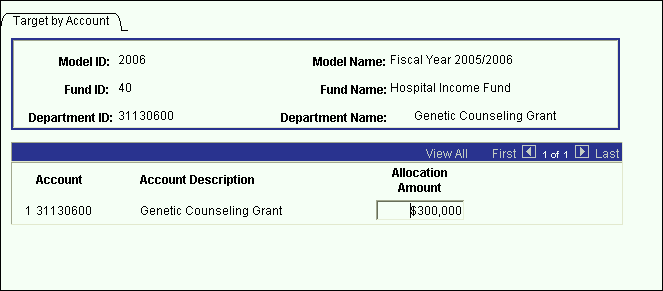 Target by Account
Model ID: 2006 Model Name: Fiscal Year 2005/2006
Fund ID: 40 Fund Name: Hospital Income Fund
Department ID: 31130600 Department Name: Genetic Counseling Grant
View All First 1 of 1 Last
Account Account Description Allocation Amount
1 31130600 Genetic Counseling Grant $300,000